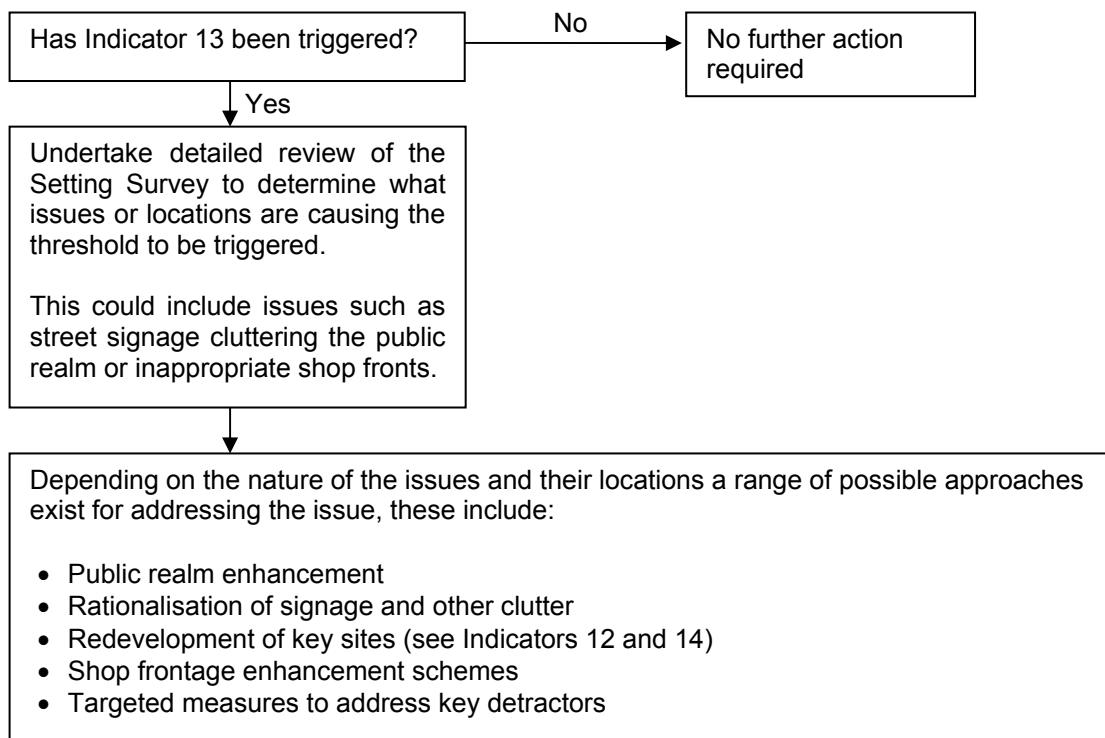 Has Indicator 13 been triggered?
No
No further action
required
Yes
Undertake detailed review of the
Setting Survey to determine what
issues or locations are causing the
threshold to be triggered.
This could include issues such as
street signage cluttering the public
realm or inappropriate shop fronts.
Depending on the nature of the issues and their locations a range of possible approaches
exist for addressing the issue, these include:
• Public realm enhancement
• Rationalisation of signage and other clutter
• Redevelopment of key sites (see Indicators 12 and 14)
• Shop frontage enhancement schemes
• Targeted measures to address key detractors